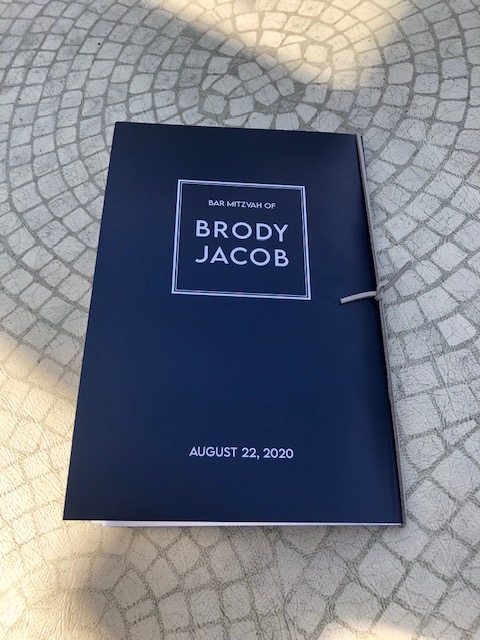 BAR MITZVAH OF
BRODY
JACOB
AUGUST 22, 2020